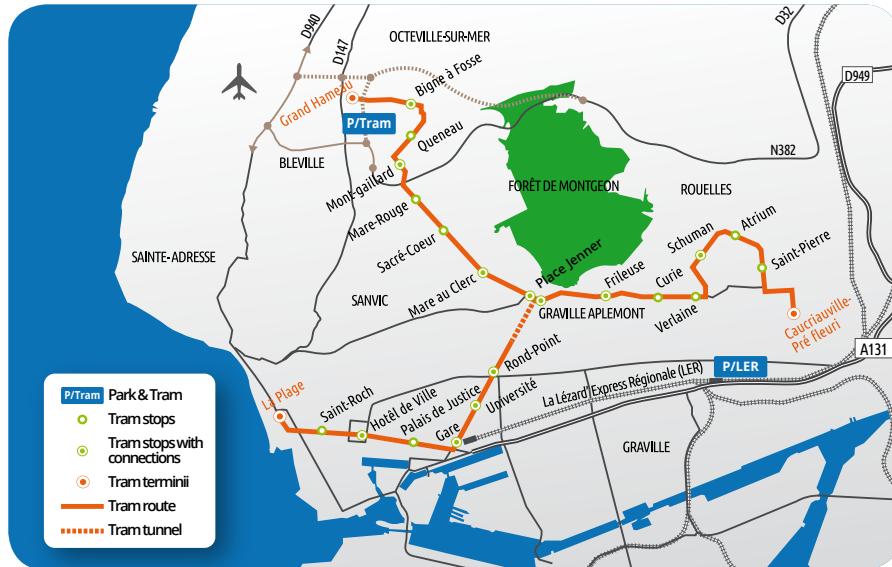 D940
D147
OCTEVILLE-SUR-MER
D32
D949
Grand Hameau
Bigne à Fosse
P/Tram
Queneau
N382
BLEVILLE
Mont-gaillard
FORÊT DE MONTGEON
ROUELLES
Mare-Rouge
Schuman
Atrium
SAINTE-ADRESSE
Sacré-Coeur
Place Jenner
Frileuse
Curie
Saint-Pierre
SANVIC
Mare au Clerc
GRAVILLE APLEMONT
Verlaine
Caucriauville-
Pré fleuri
Rond-Point
A131
P/LER
La Lézard' Express Régionale (LER)
La Plage
Saint-Roch
Hotêl de Ville
Palais de Justice
Gare
Université
GRAVILLE
P/Tram Park & Tram
Tram stops
Tram stops with
connections
Tram terminii
Tram route
Tram tunnel